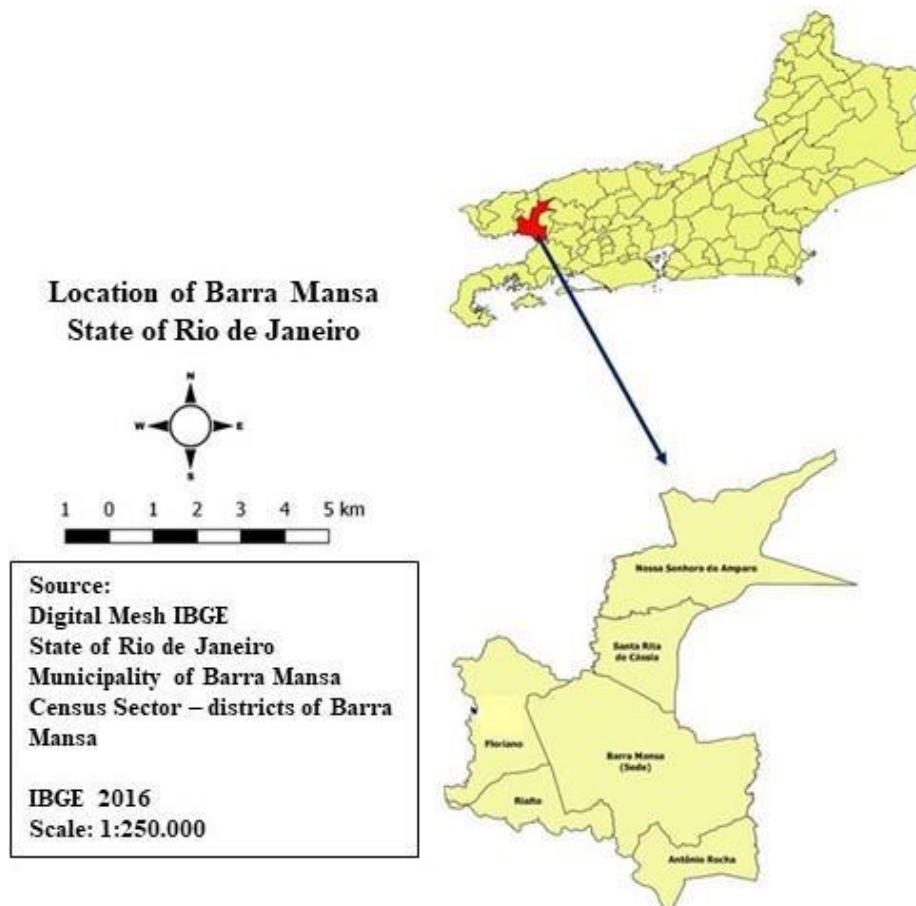 Location of Barra Mansa
State of Rio de Janeiro
N
W
E
S
1 0 1 2 3 4 5 km
Source:
Digital Mesh IBGE
State of Rio de Janeiro
Municipality of Barra Mansa
Census Sector – districts of Barra
Mansa
IBGE 2016
Scale: 1:250.000
Nossa Senhora do Amparo
Santa Rita
de Cássia
Floriano
Barra Mansa
(Sede)
Rialto
Antônio Rocha